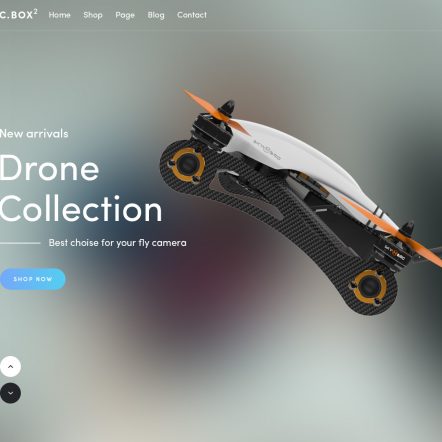 C.BOX²
Home Shop Page Blog Contact
New arrivals
Drone
Collection
Best choise for your fly camera
SHOP NOW